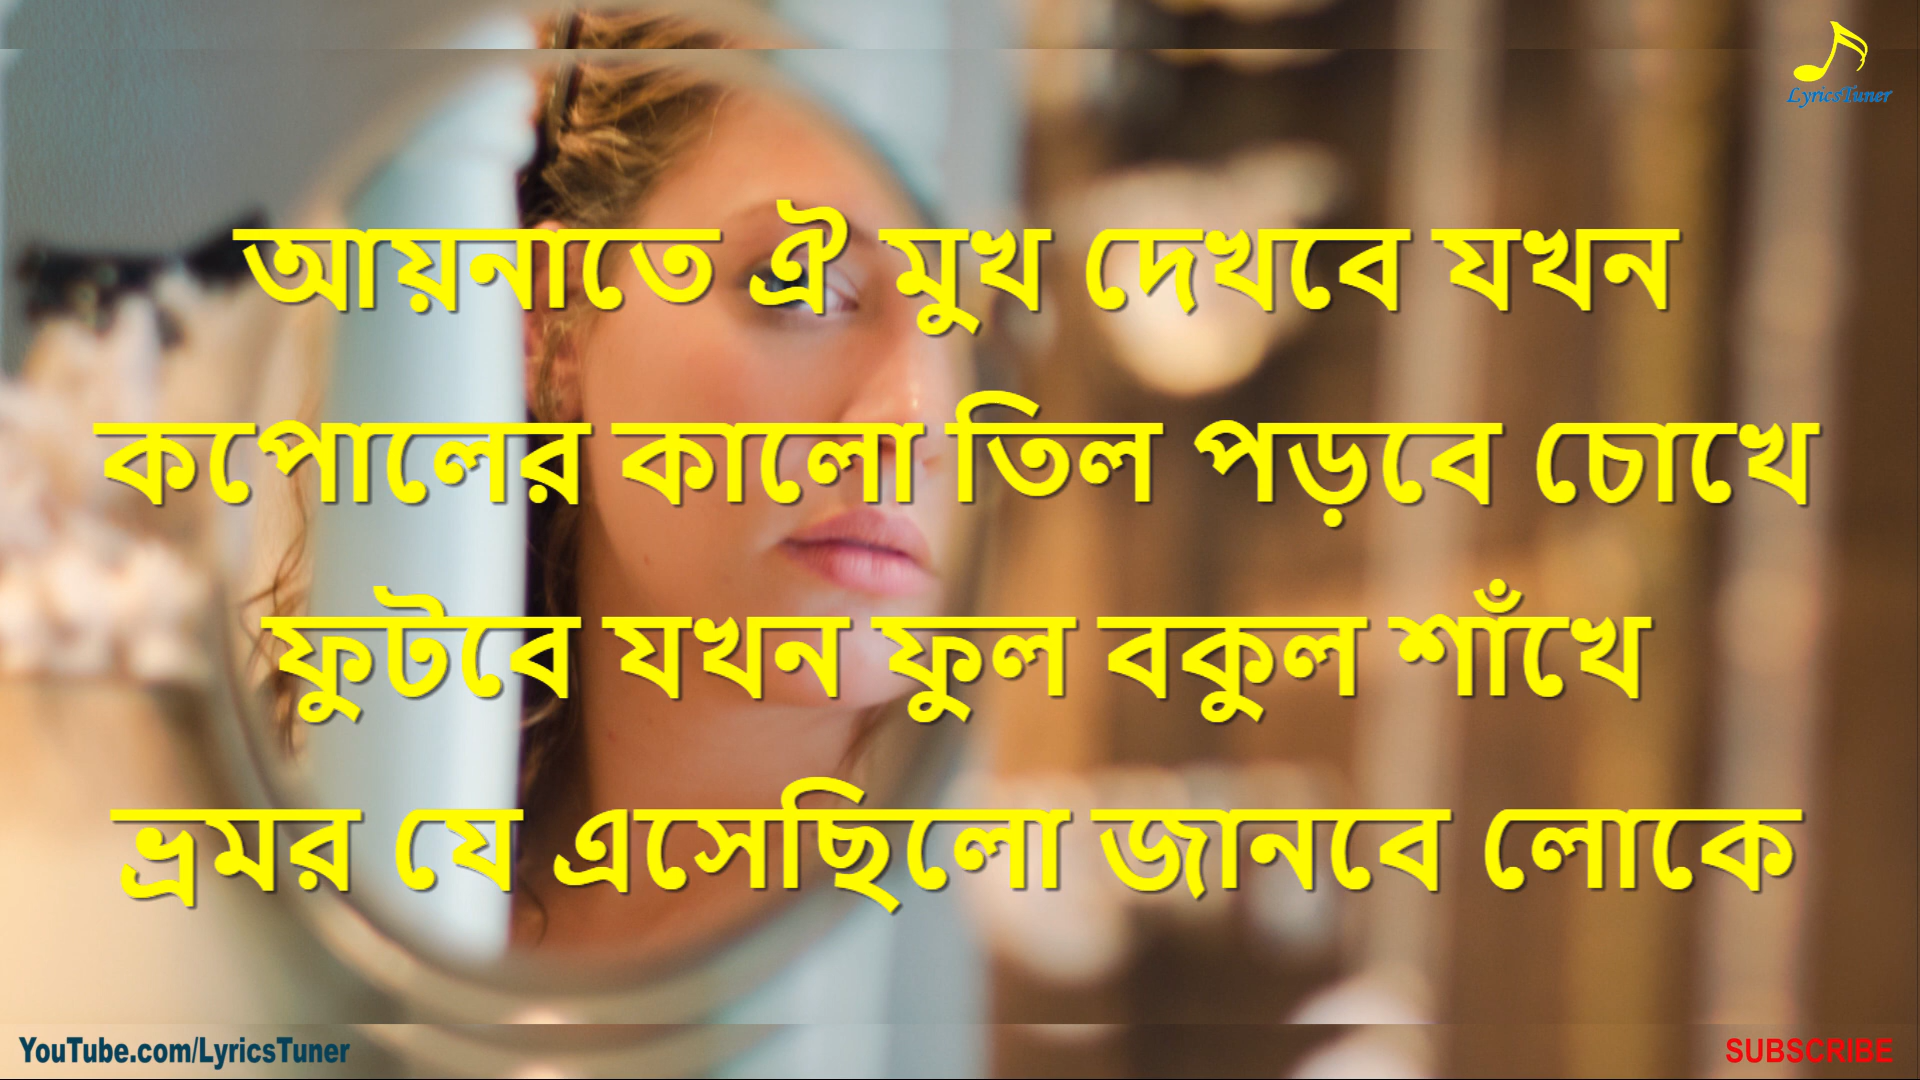 LyricsTuner
আয়নাতে ঐ মুখ দেখবে যখন
কপোলের কালো তিল পড়বে চোখে
ফুটবে যখন ফুল বকুল শাঁখে
ভ্রমর যে এসেছিলো জানবে লোকে
YouTube.com/LyricsTuner
SUBSCRIBE